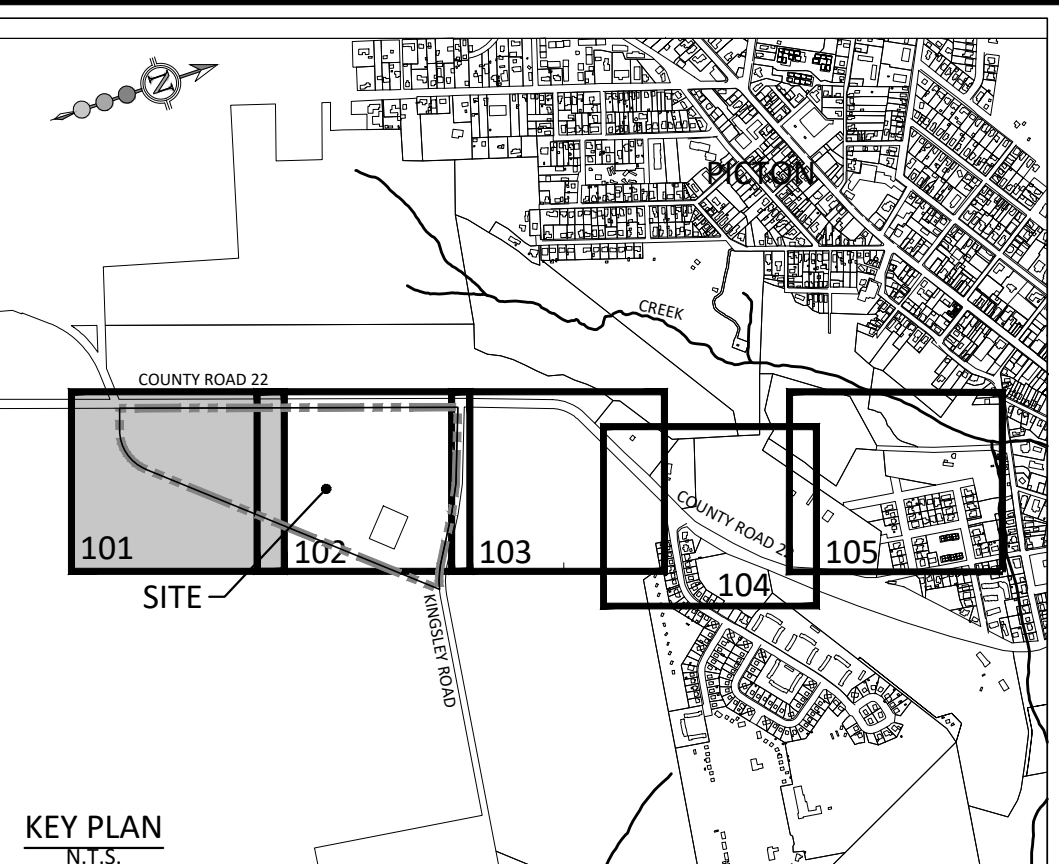 N
PICTON
CREEK
COUNTY ROAD 22
COUNTY ROAD 22
101
102
103
104
105
SITE
KINGSLEY ROAD
KEY PLAN
N.T.S.